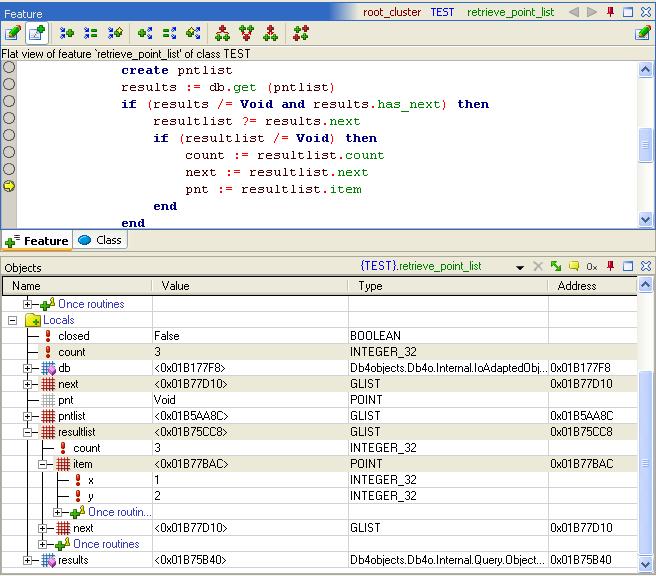 Feature root_cluster TEST retrieve_point_list
Flat view of feature `retrieve_point_list' of class TEST
create pntlist
results := db.get (pntlist)
if (results /= Void and results.has_next) then
resultlist ?= results.next
if (resultlist /= Void) then
count := resultlist.count
next := resultlist.next
pnt := resultlist.item
end
end
Feature Class
Objects {TEST}.retrieve_point_list 0x
Name Value Type Address
Once routines
Locals
closed False BOOLEAN
count 3 INTEGER_32
db <0x01B177F8> Db4objects.Db4o.Internal.IoAdaptedObj... 0x01B177F8
next <0x01B77D10> GLIST 0x01B77D10
pnt Void POINT
pntlist <0x01B5AA8C> GLIST 0x01B5AA8C
resultlist <0x01B75CC8> GLIST 0x01B75CC8
count 3 INTEGER_32
item <0x01B77BAC> POINT 0x01B77BAC
x 1 INTEGER_32
y 2 INTEGER_32
Once routin...
next <0x01B77D10> GLIST 0x01B77D10
Once routines
results <0x01B75B40> Db4objects.Db4o.Internal.Query.Object... 0x01B75B40